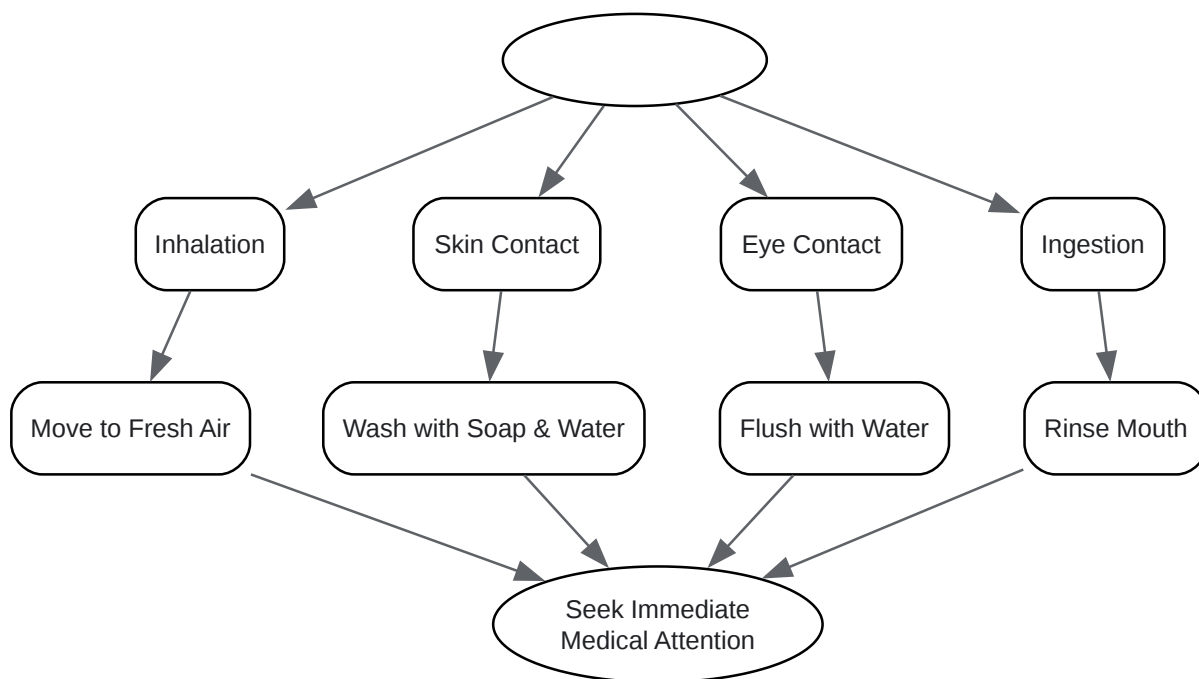 Inhalation
Skin Contact
Eye Contact
Ingestion
Move to Fresh Air
Wash with Soap & Water
Flush with Water
Rinse Mouth
Seek Immediate
Medical Attention